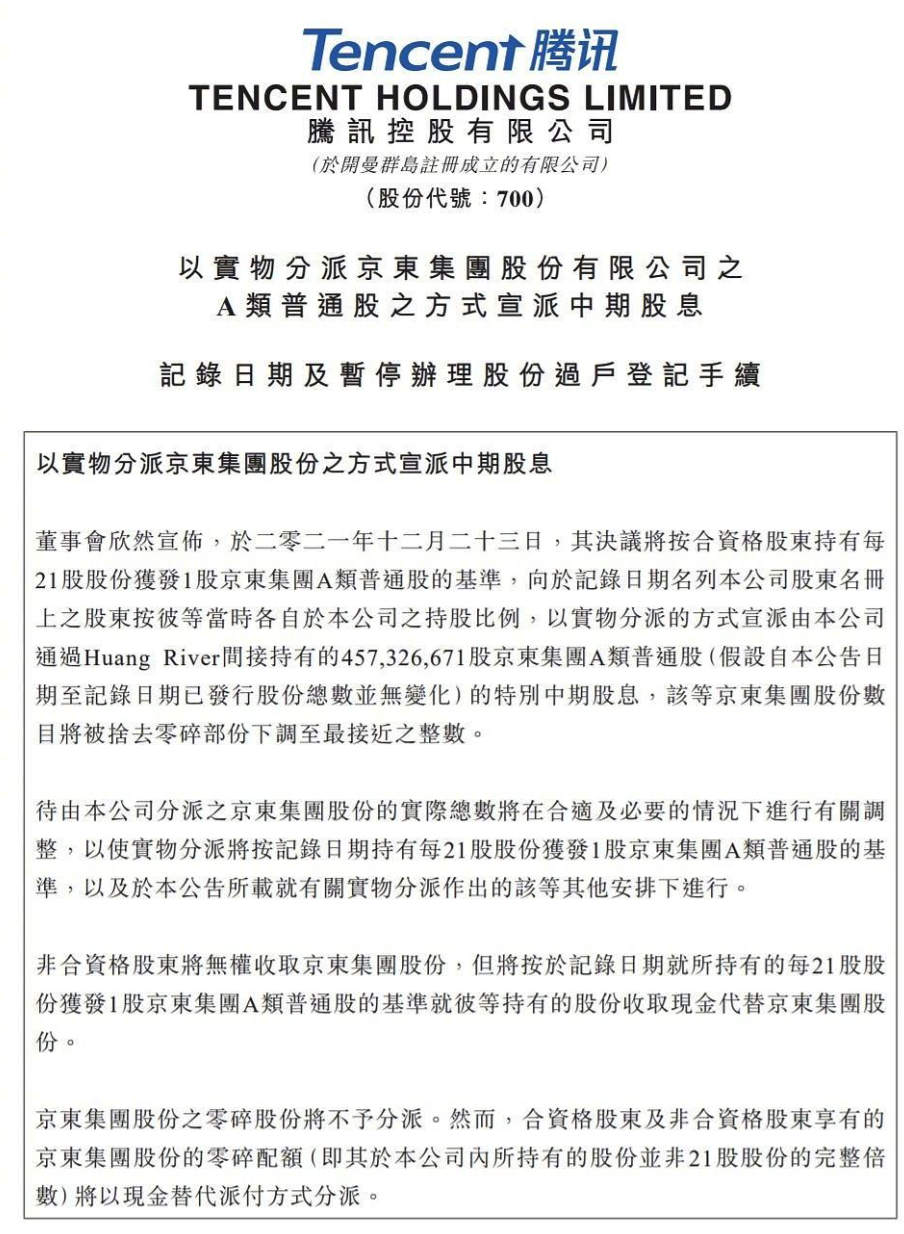 Tencent 腾讯
TENCENT HOLDINGS LIMITED
騰訊控股有限公司
(於開曼群島註冊成立的有限公司)
(股份代號：700)
以實物分派京東集團股份有限公司之
A類普通股之方式宣派中期股息
記錄日期及暫停辦理股份過戶登記手續
以實物分派京東集團股份之方式宣派中期股息
董事會欣然宣佈，於二零二一年十二月二十三日，其決議將按合資格股東持有每
21股股份獲發1股京東集團A類普通股的基準，向於記錄日期名列本公司股東名冊
上之股東按彼等當時各自於本公司之持股比例，以實物分派的方式宣派由本公司
通過Huang River間接持有的457,326,671股京東集團A類普通股(假設自本公告日
期至記錄日期已發行股份總數並無變化)的特別中期股息，該等京東集團股份數
目將被捨去零碎部份下調至最接近之整數。
待由本公司分派之京東集團股份的實際總數將在合適及必要的情況下進行有關調
整，以使實物分派將按記錄日期持有每21股股份獲發1股京東集團A類普通股的基
準，以及於本公告所載就有關實物分派作出的該等其他安排下進行。
非合資格股東將無權收取京東集團股份，但將按於記錄日期就所持有的每21股股
份獲發1股京東集團A類普通股的基準就彼等持有的股份收取現金代替京東集團股
份。
京東集團股份之零碎股份將不予分派。然而，合資格股東及非合資格股東享有的
京東集團股份的零碎配額(即其於本公司內所持有的股份並非21股股份的完整倍
數)將以現金替代派付方式分派。